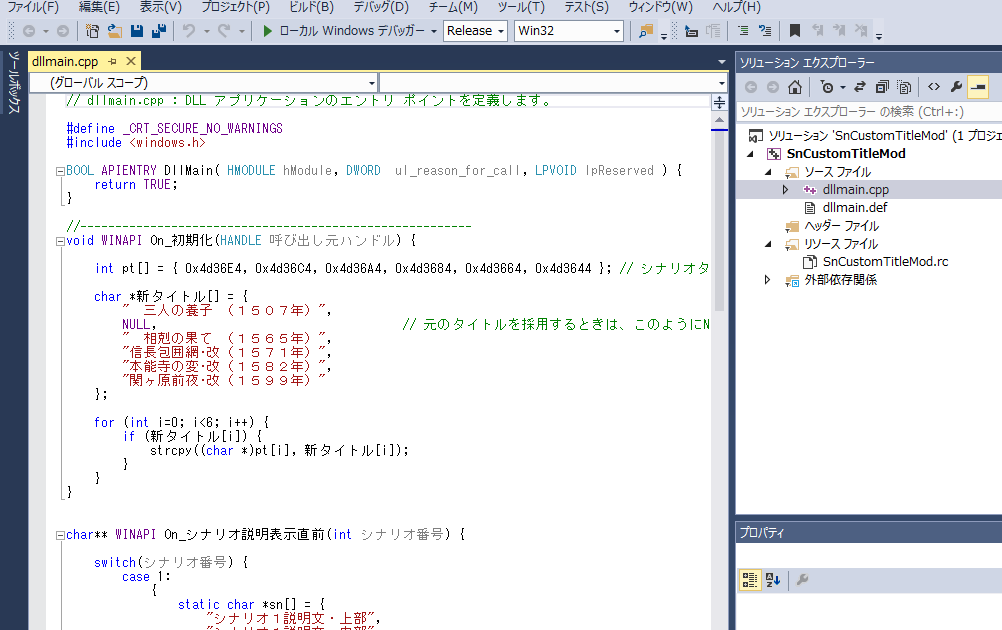 ファイル(F) 編集(E) 表示(V) プロジェクト(P) ビルド(B) デバッグ(D) チーム(M) ツール(T) テスト(S) ウィンドウ(W) ヘルプ(H)
ローカル Windows デバッガー Release Win32
ツールボックス
dllmain.cpp
(グローバル スコープ)
// dllmain.cpp : DLL アプリケーションのエントリ ポイントを定義します。
#define _CRT_SECURE_NO_WARNINGS
#include <windows.h>
BOOL APIENTRY DllMain( HMODULE hModule, DWORD  ul_reason_for_call, LPVOID lpReserved ) {
    return TRUE;
}
//--------------------------------------------------------
void WINAPI On_初期化(HANDLE 呼び出し元ハンドル) {
    int pt[] = { 0x4d36E4, 0x4d36C4, 0x4d36A4, 0x4d3684, 0x4d3664, 0x4d3644 }; // シナリオタ
    char *新タイトル[] = {
        "　三人の養子　（１５０７年）",
        NULL,                                   // 元のタイトルを採用するときは、このようにN
        "　相剋の果て　（１５６５年）",
        "信長包囲網・改（１５７１年）",
        "本能寺の変・改（１５８２年）",
        "関ヶ原前夜・改（１５９９年）"
    };
    for (int i=0; i<6; i++) {
        if (新タイトル[i]) {
            strcpy((char *)pt[i], 新タイトル[i]);
        }
    }
}
char** WINAPI On_シナリオ説明表示直前(int シナリオ番号) {
    switch(シナリオ番号) {
        case 1:
            {
                static char *sn[] = {
                    "シナリオ１説明文・上部",
ソリューション エクスプローラー
ソリューション エクスプローラー の検索 (Ctrl+:)
ソリューション 'SnCustomTitleMod' (1 プロジェ
SnCustomTitleMod
ソース ファイル
dllmain.cpp
dllmain.def
ヘッダー ファイル
リソース ファイル
SnCustomTitleMod.rc
外部依存関係
プロパティ